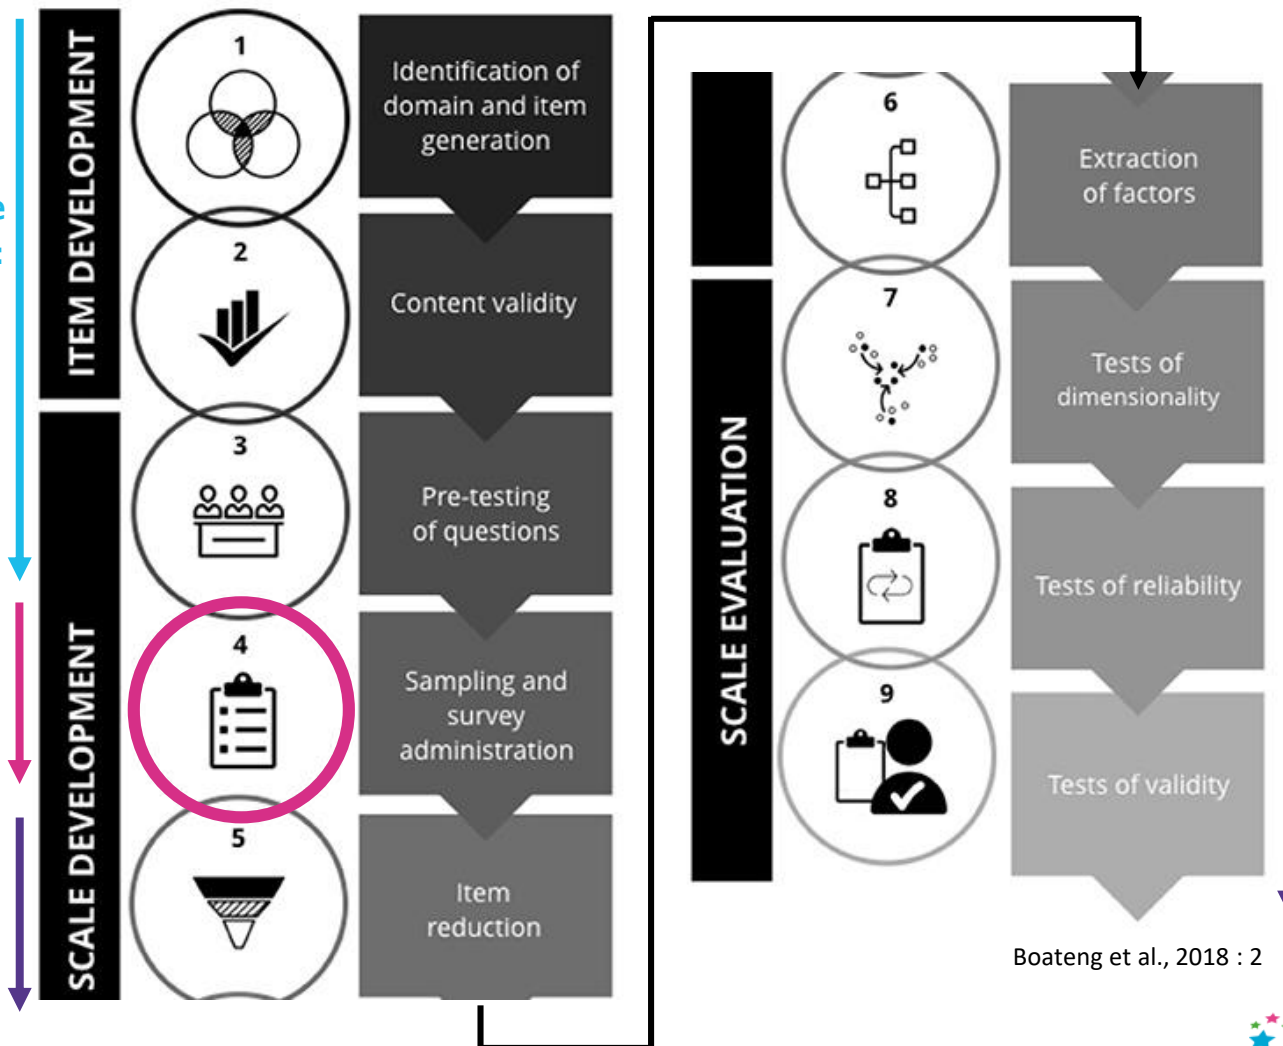 ITEM DEVELOPMENT
1
Identification of
domain and item
generation
2
Content validity
SCALE DEVELOPMENT
3
Pre-testing
of questions
4
Sampling and
survey
administration
5
Item
reduction
6
Extraction
of factors
SCALE EVALUATION
7
Tests of
dimensionality
8
Tests of reliability
9
Tests of validity
Boateng et al., 2018 : 2